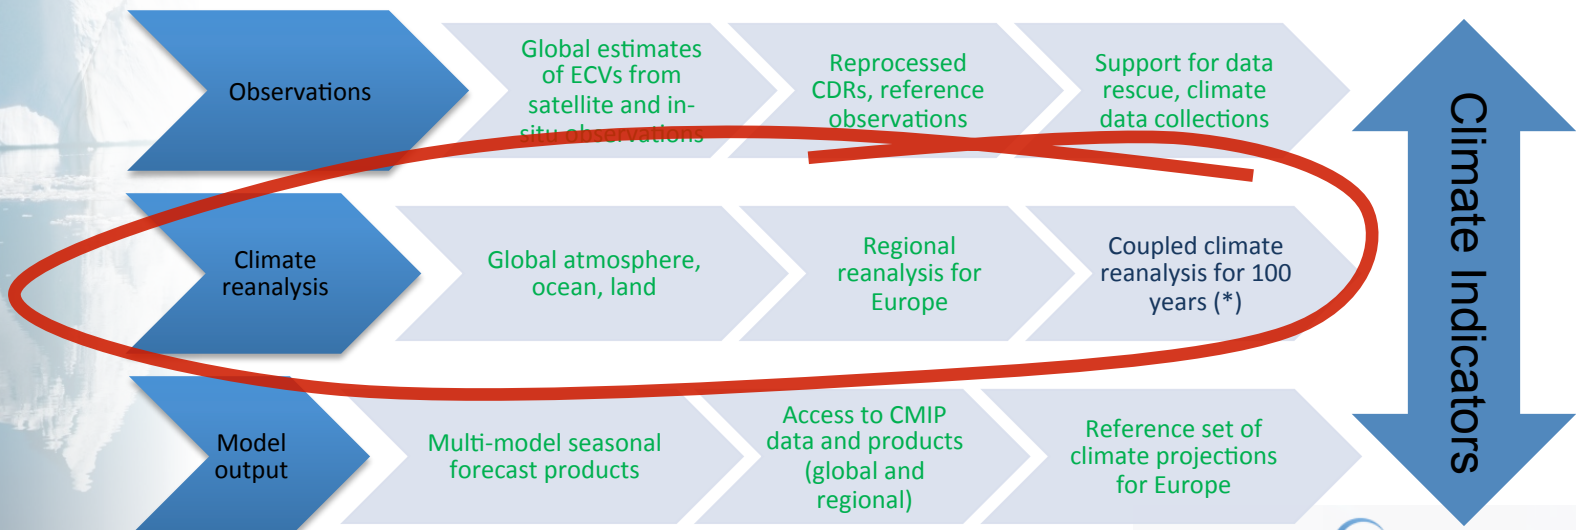 Observations
Global estimates
of ECVs from
satellite and in-
situ observations
Reprocessed
CDRs, reference
observations
Support for data
rescue, climate
data collections
Climate
reanalysis
Global atmosphere,
ocean, land
Regional
reanalysis for
Europe
Coupled climate
reanalysis for 100
years (*)
Model
output
Multi-model seasonal
forecast products
Access to CMIP
data and products
(global and
regional)
Reference set of
climate projections
for Europe
Climate Indicators